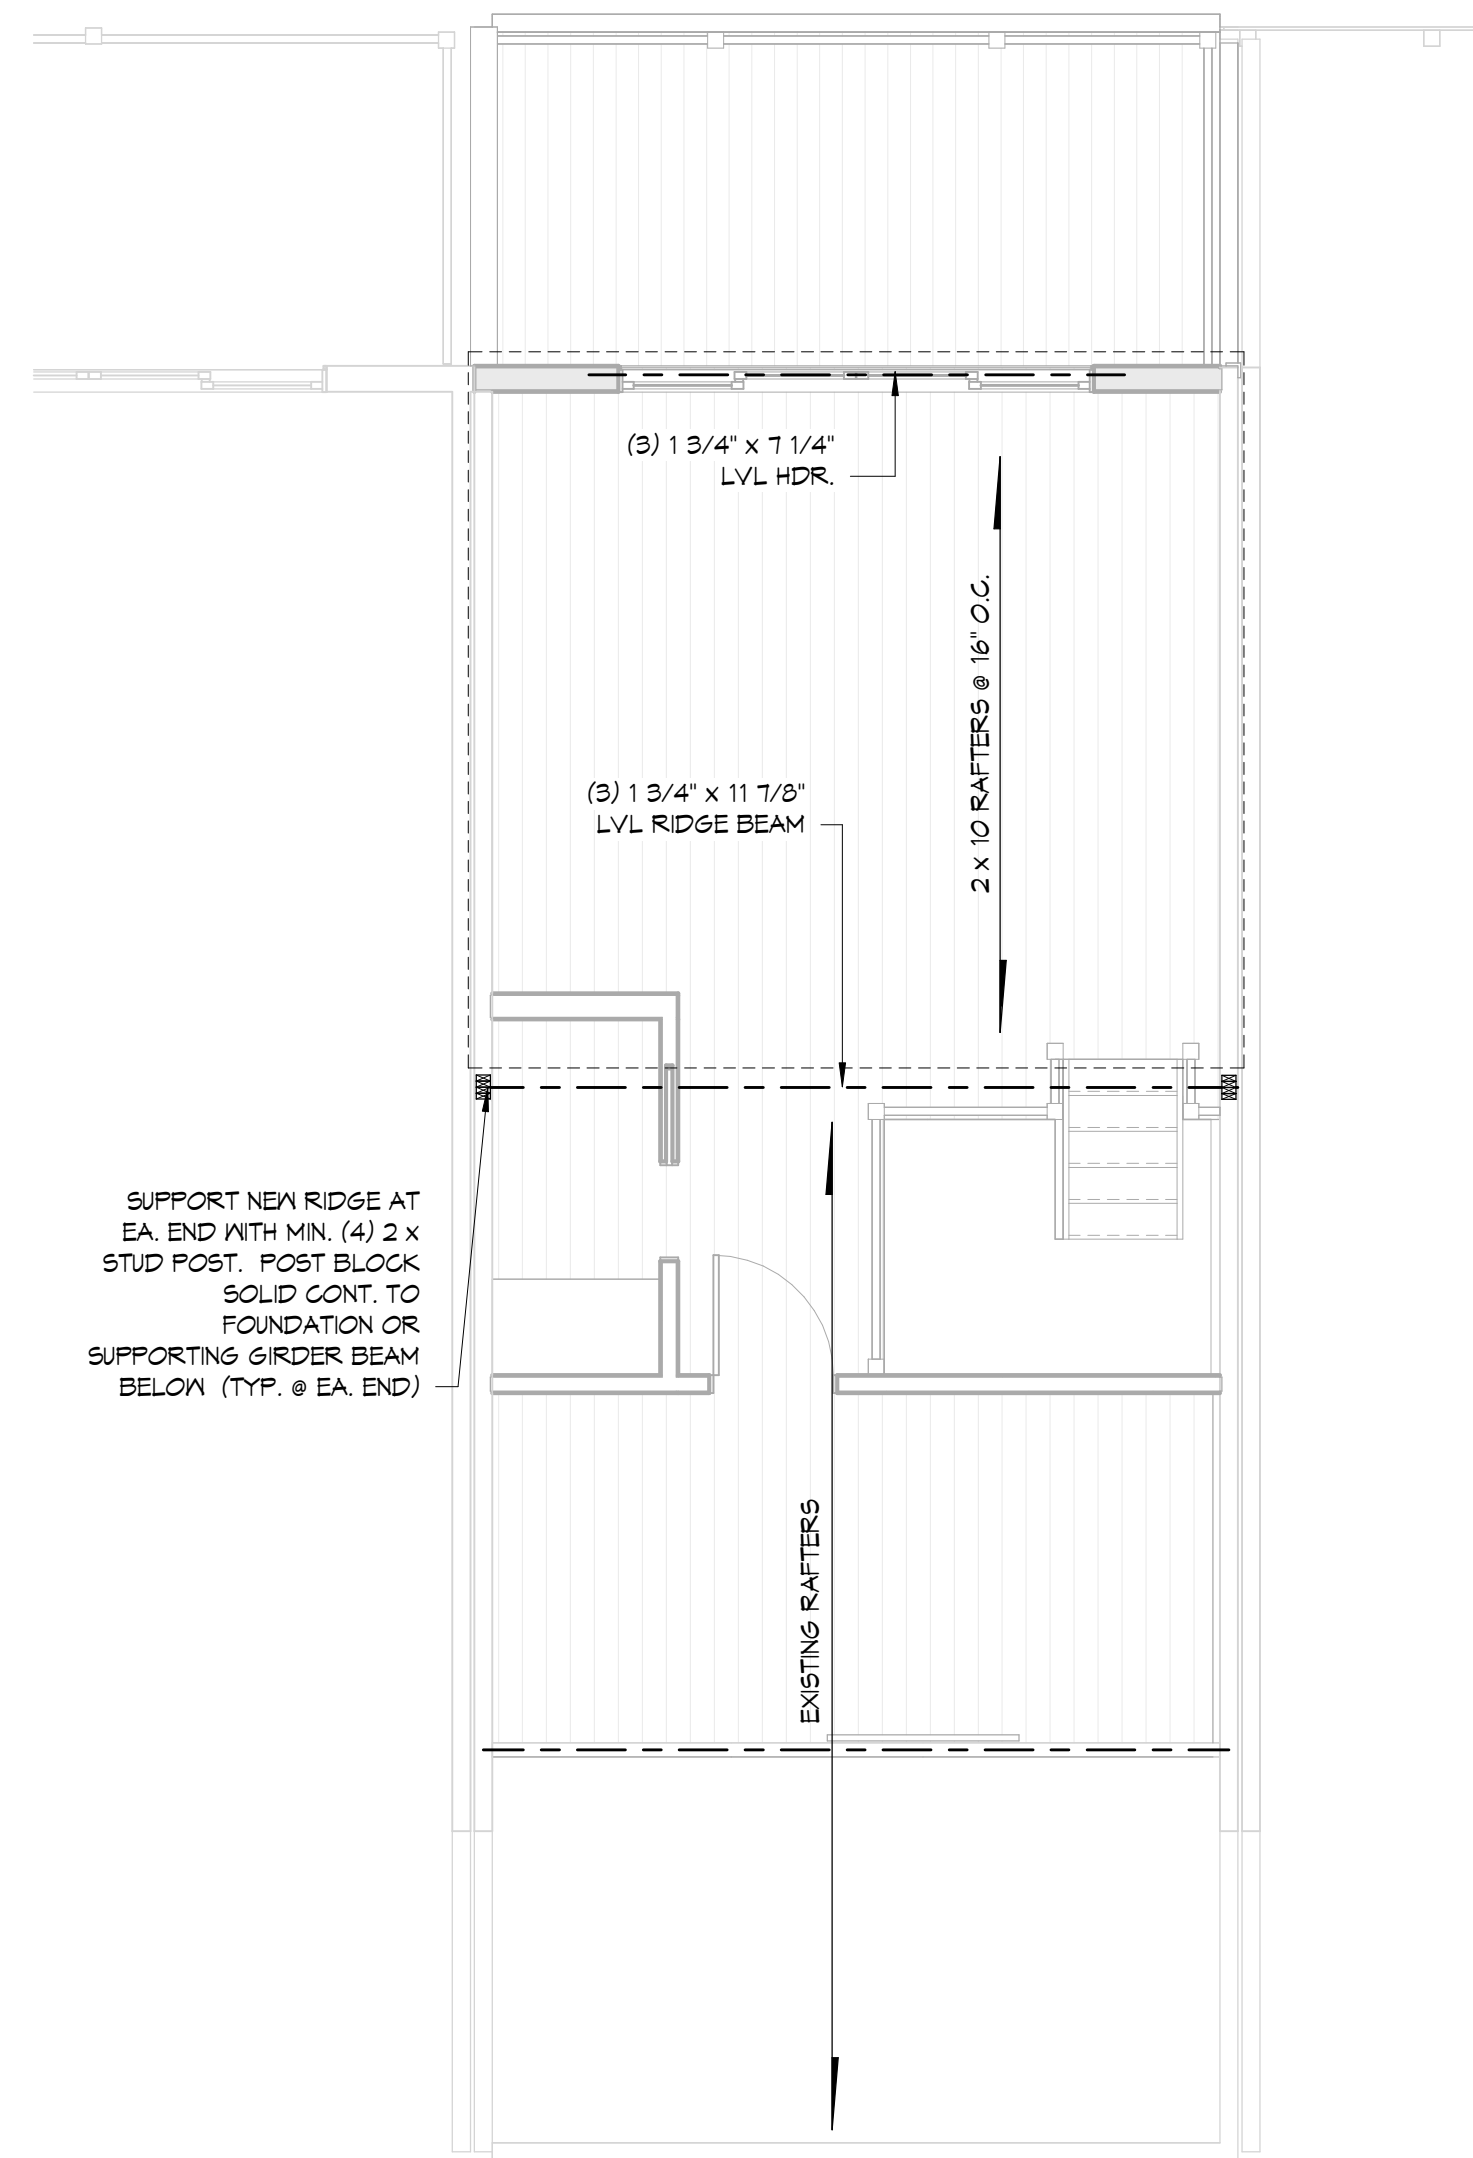 (3) 1 3/4" x 7 1/4"
LVL HDR.
2 x 10 RAFTERS @ 16" O.C.
(3) 1 3/4" x 11 7/8"
LVL RIDGE BEAM
SUPPORT NEW RIDGE AT
EA. END WITH MIN. (4) 2 x
STUD POST. POST BLOCK
SOLID CONT. TO
FOUNDATION OR
SUPPORTING GIRDER BEAM
BELOW (TYP. @ EA. END)
EXISTING RAFTERS